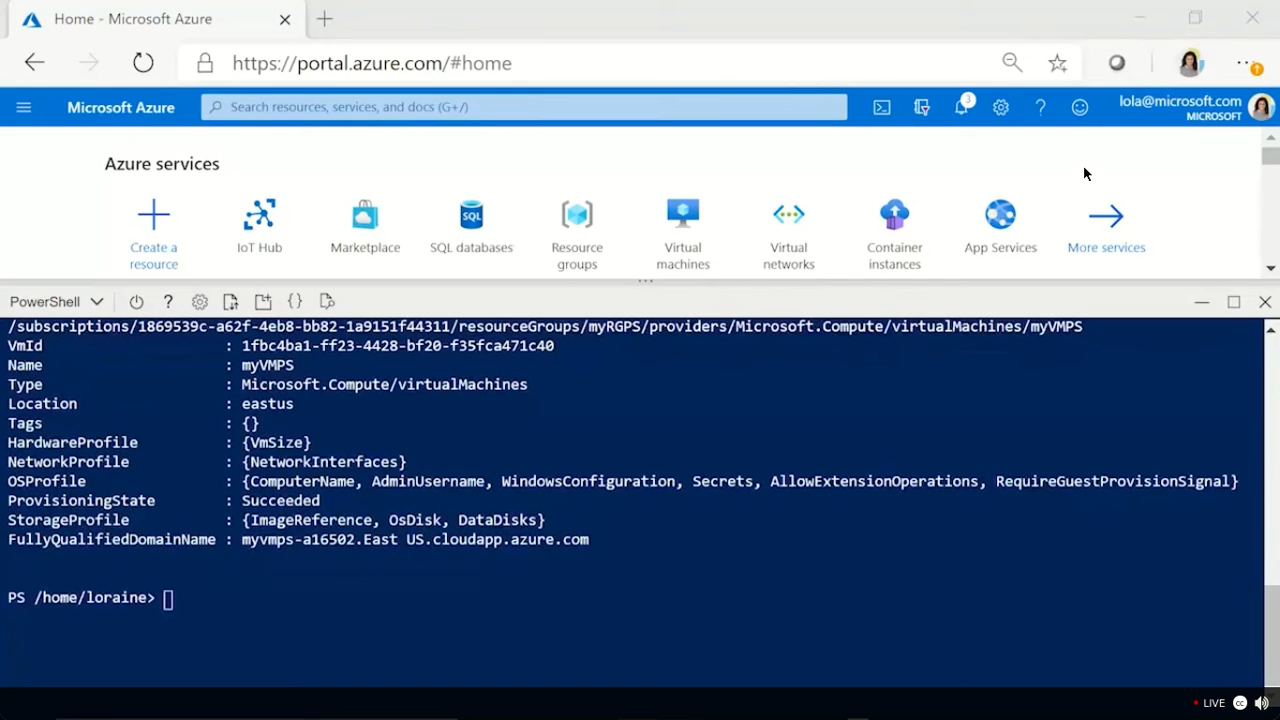 Home - Microsoft Azure
https://portal.azure.com/#home
Microsoft Azure
Search resources, services, and docs (G+/)
3
lola@microsoft.com
MICROSOFT
Azure services
Create a resource
IoT Hub
Marketplace
SQL
SQL databases
Resource groups
Virtual machines
Virtual networks
Container instances
App Services
More services
PowerShell
/subscriptions/1869539c-a62f-4eb8-bb82-1a9151f44311/resourceGroups/myRGPS/providers/Microsoft.Compute/virtualMachines/myVMPS
VmId : 1fbc4ba1-ff23-4428-bf20-f35fca471c40
Name : myVMPS
Type : Microsoft.Compute/virtualMachines
Location : eastus
Tags : {}
HardwareProfile : {VmSize}
NetworkProfile : {NetworkInterfaces}
OSProfile : {ComputerName, AdminUsername, WindowsConfiguration, Secrets, AllowExtensionOperations, RequireGuestProvisionSignal}
ProvisioningState : Succeeded
StorageProfile : {ImageReference, OsDisk, DataDisks}
FullyQualifiedDomainName : myvmps-a16502.East US.cloudapp.azure.com
PS /home/loraine>
LIVE
CC